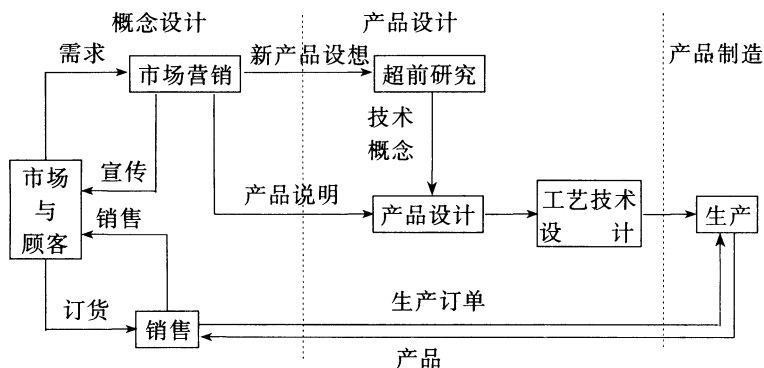 概念设计
产品设计
产品制造
需求
市场营销
新产品设想
超前研究
技术
概念
宣传
市场
与
顾客
产品说明
产品设计
工艺技术
设 计
生产
销售
订货
销售
生产订单
产品